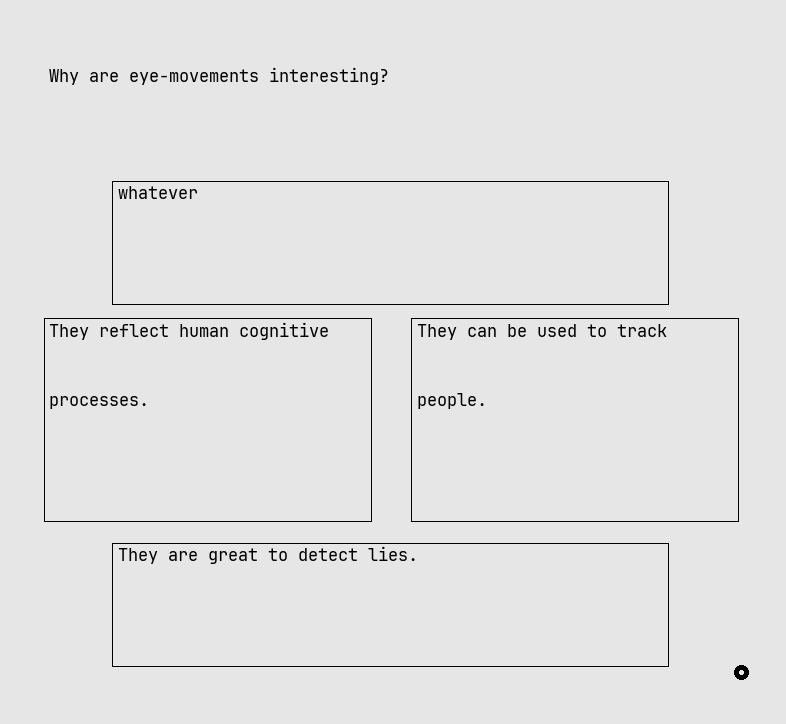 Why are eye-movements interesting?
whatever
They reflect human cognitive
processes.
They can be used to track
people.
They are great to detect lies.